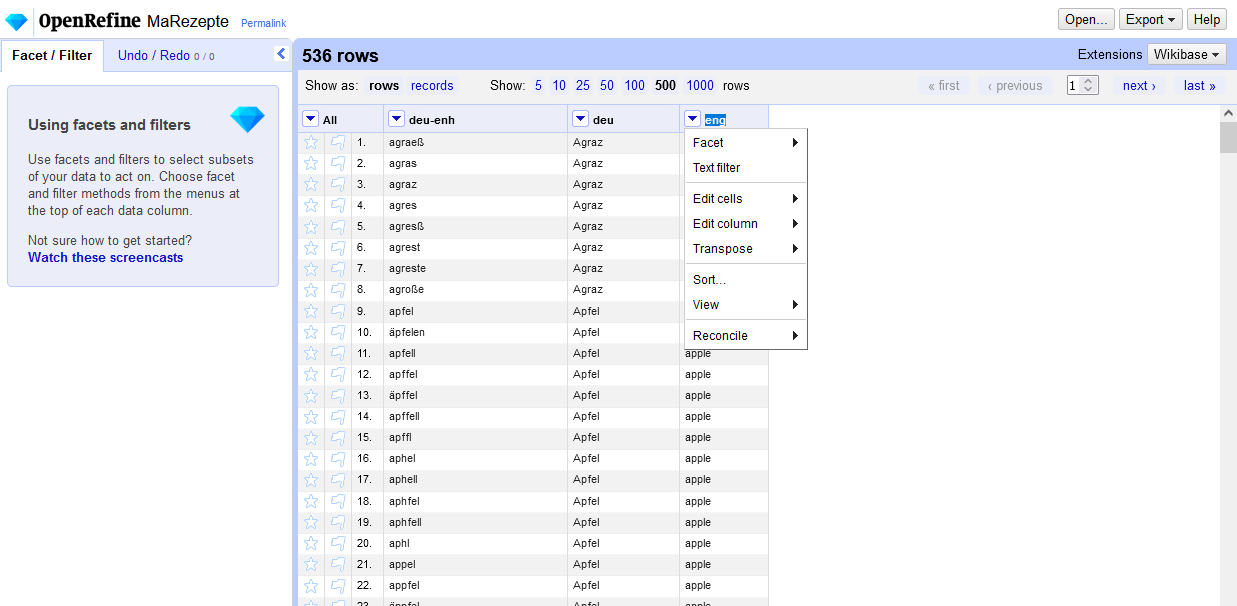 OpenRefine MaRezepte Permalink Open... Export Help
Facet / Filter Undo / Redo 0 / 0 536 rows Extensions Wikibase
Show as: rows records Show: 5 10 25 50 100 500 1000 rows « first ‹ previous 1 next › last »
Using facets and filters
Use facets and filters to select subsets
of your data to act on. Choose facet
and filter methods from the menus at
the top of each data column.
Not sure how to get started?
Watch these screencasts
All deu-enh deu eng
1. agraeß Agraz
2. agras Agraz
3. agraz Agraz
4. agres Agraz
5. agresß Agraz
6. agrest Agraz
7. agreste Agraz
8. agroße Agraz
9. apfel Apfel
10. äpfelen Apfel
11. apfell Apfel apple
12. apffel Apfel apple
13. äpffel Apfel apple
14. apffell Apfel apple
15. apffl Apfel apple
16. aphel Apfel apple
17. aphell Apfel apple
18. aphfel Apfel apple
19. aphfell Apfel apple
20. aphl Apfel apple
21. appel Apfel apple
22. appfel Apfel apple
Facet
Text filter
Edit cells
Edit column
Transpose
Sort...
View
Reconcile